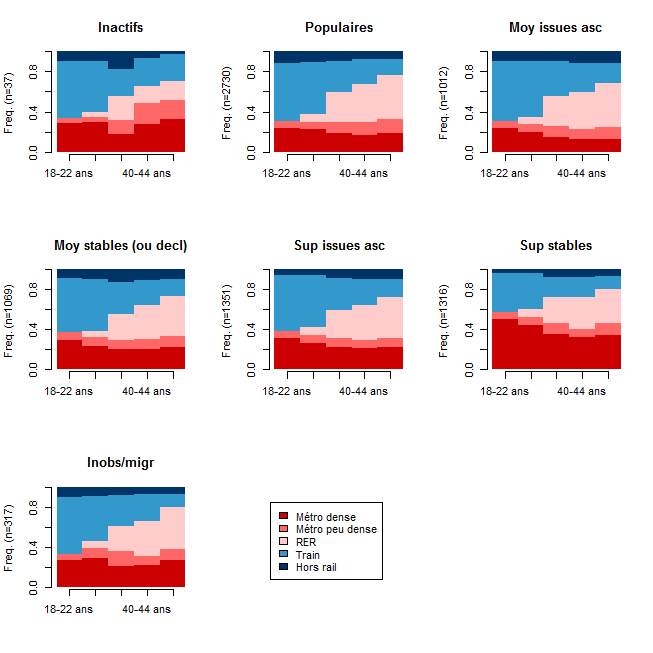 Inactifs
Freq. (n=37)
0.0 0.4 0.8
18-22 ans 40-44 ans
Populaires
Freq. (n=2730)
0.0 0.4 0.8
18-22 ans 40-44 ans
Moy issues asc
Freq. (n=1012)
0.0 0.4 0.8
18-22 ans 40-44 ans
Moy stables (ou decl)
Freq. (n=1069)
0.0 0.4 0.8
18-22 ans 40-44 ans
Sup issues asc
Freq. (n=1351)
0.0 0.4 0.8
18-22 ans 40-44 ans
Sup stables
Freq. (n=1316)
0.0 0.4 0.8
18-22 ans 40-44 ans
Inobs/migr
Freq. (n=317)
0.0 0.4 0.8
18-22 ans 40-44 ans
Métro dense
Métro peu dense
RER
Train
Hors rail